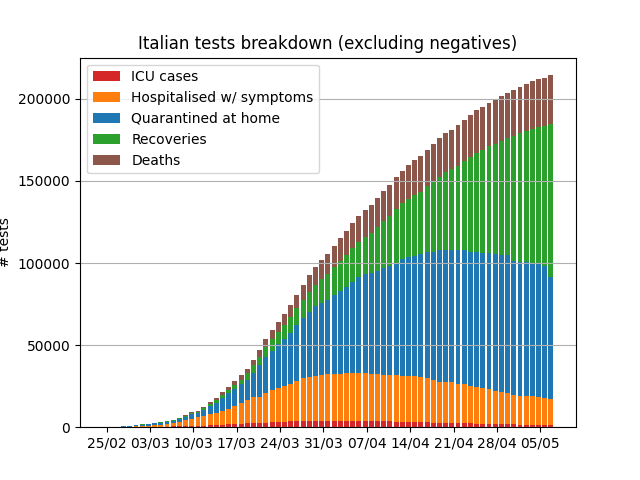 Italian tests breakdown (excluding negatives)
ICU cases
Hospitalised w/ symptoms
Quarantined at home
Recoveries
Deaths
200000
150000
100000
50000
0
# tests
25/02 03/03 10/03 17/03 24/03 31/03 07/04 14/04 21/04 28/04 05/05